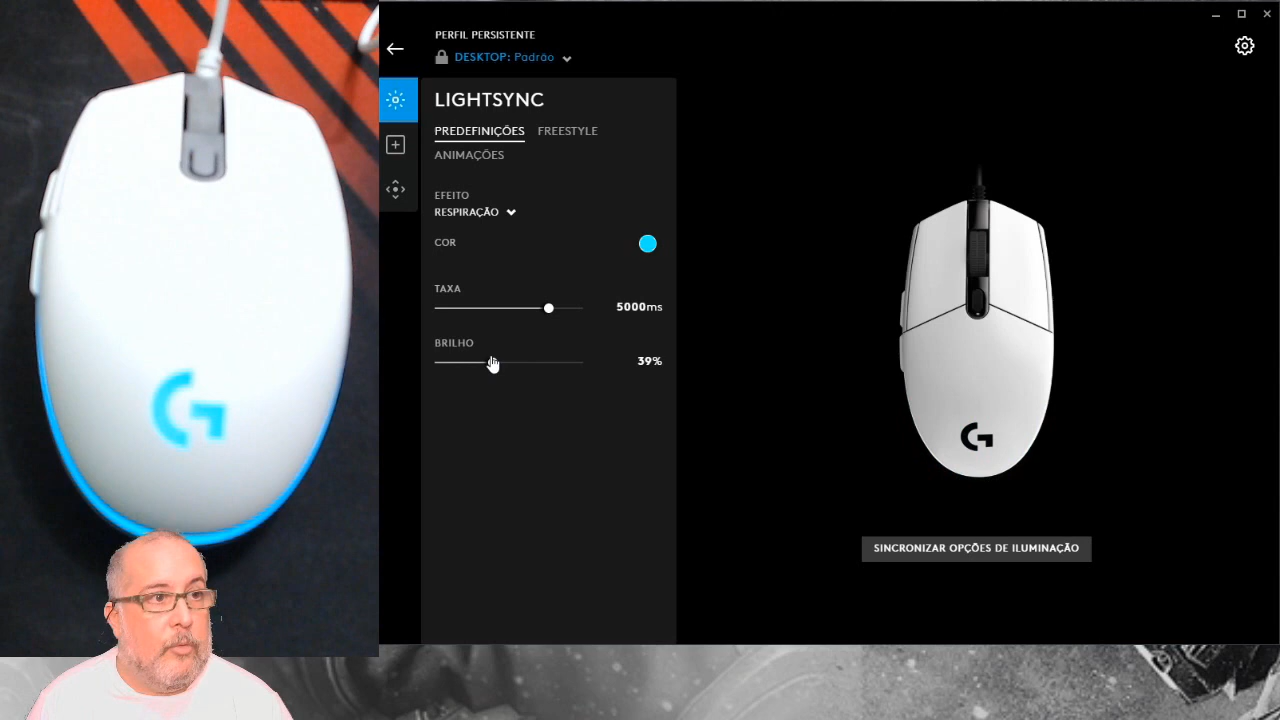 PERFIL PERSISTENTE
DESKTOP: Padrão
LIGHTSYNC
PREDEFINIÇÕES FREESTYLE
ANIMAÇÕES
EFEITO
RESPIRAÇÃO
COR
TAXA
5000ms
BRILHO
39%
SINCRONIZAR OPÇÕES DE ILUMINAÇÃO